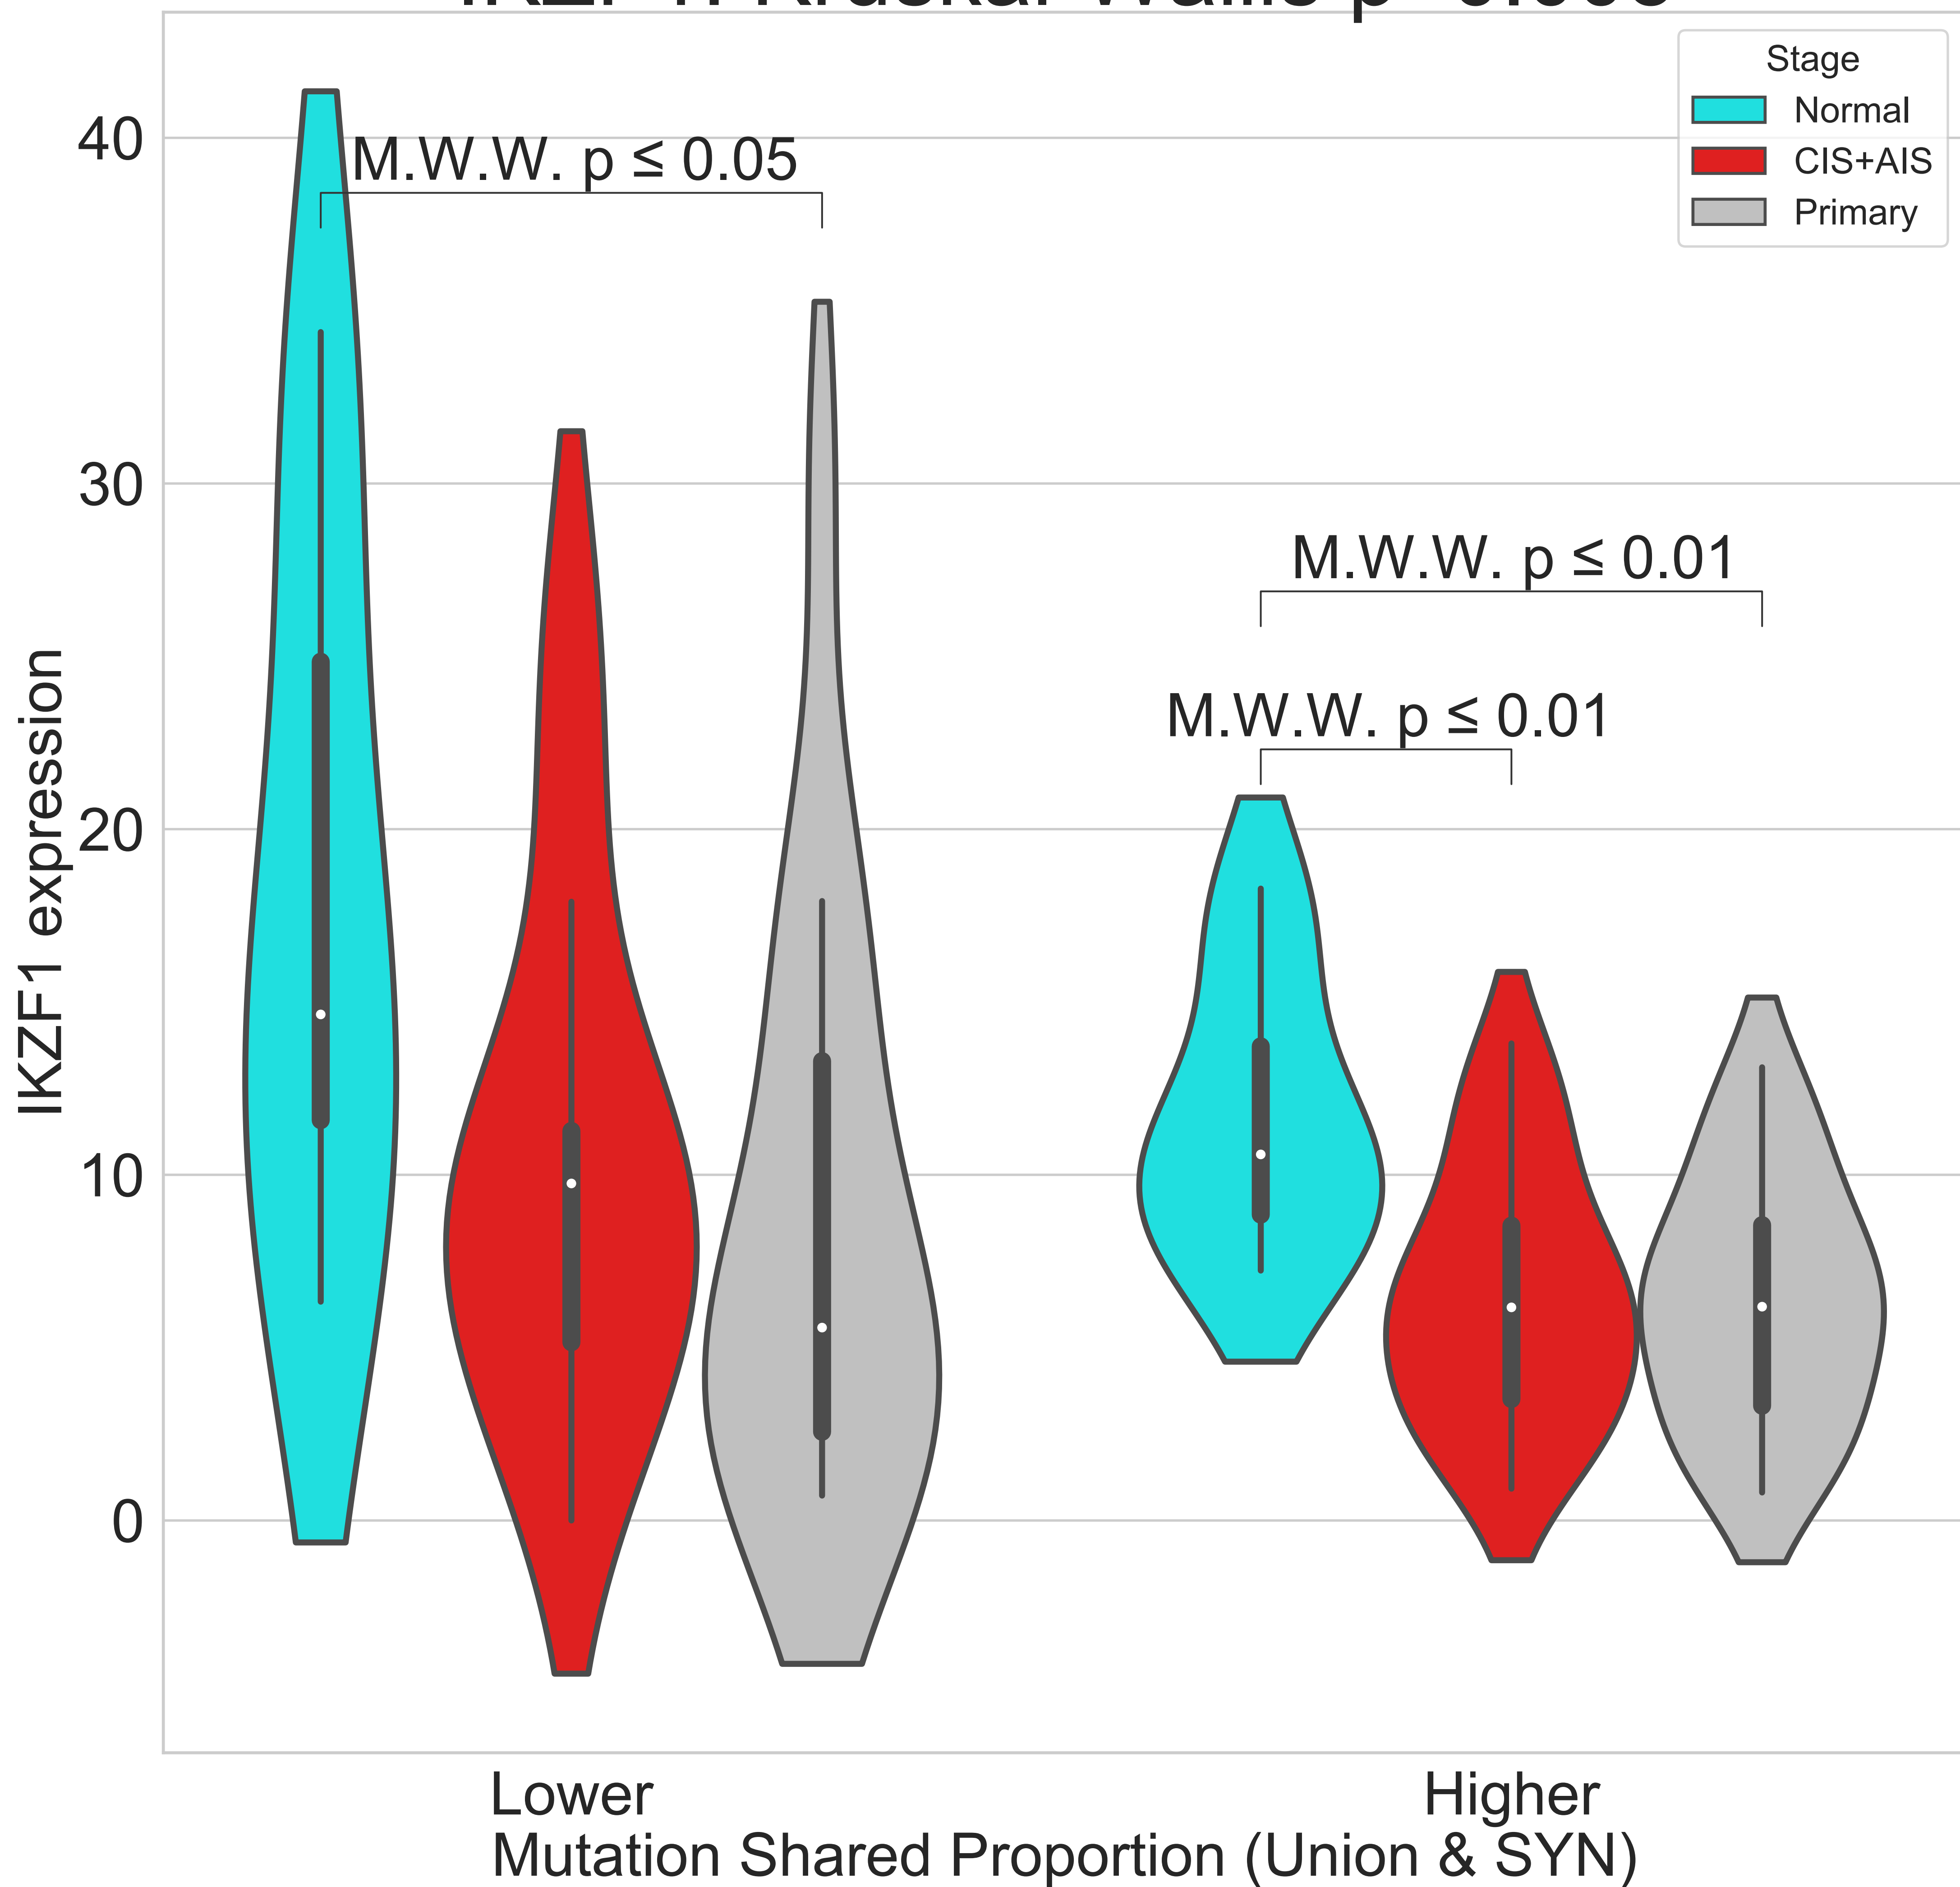 Stage
Normal
CIS+AIS
Primary
40
30
20
10
0
IKZF1 expression
M.W.W. p ≤ 0.05
M.W.W. p ≤ 0.01
M.W.W. p ≤ 0.01
Lower
Higher
Mutation Shared Proportion (Union & SYN)